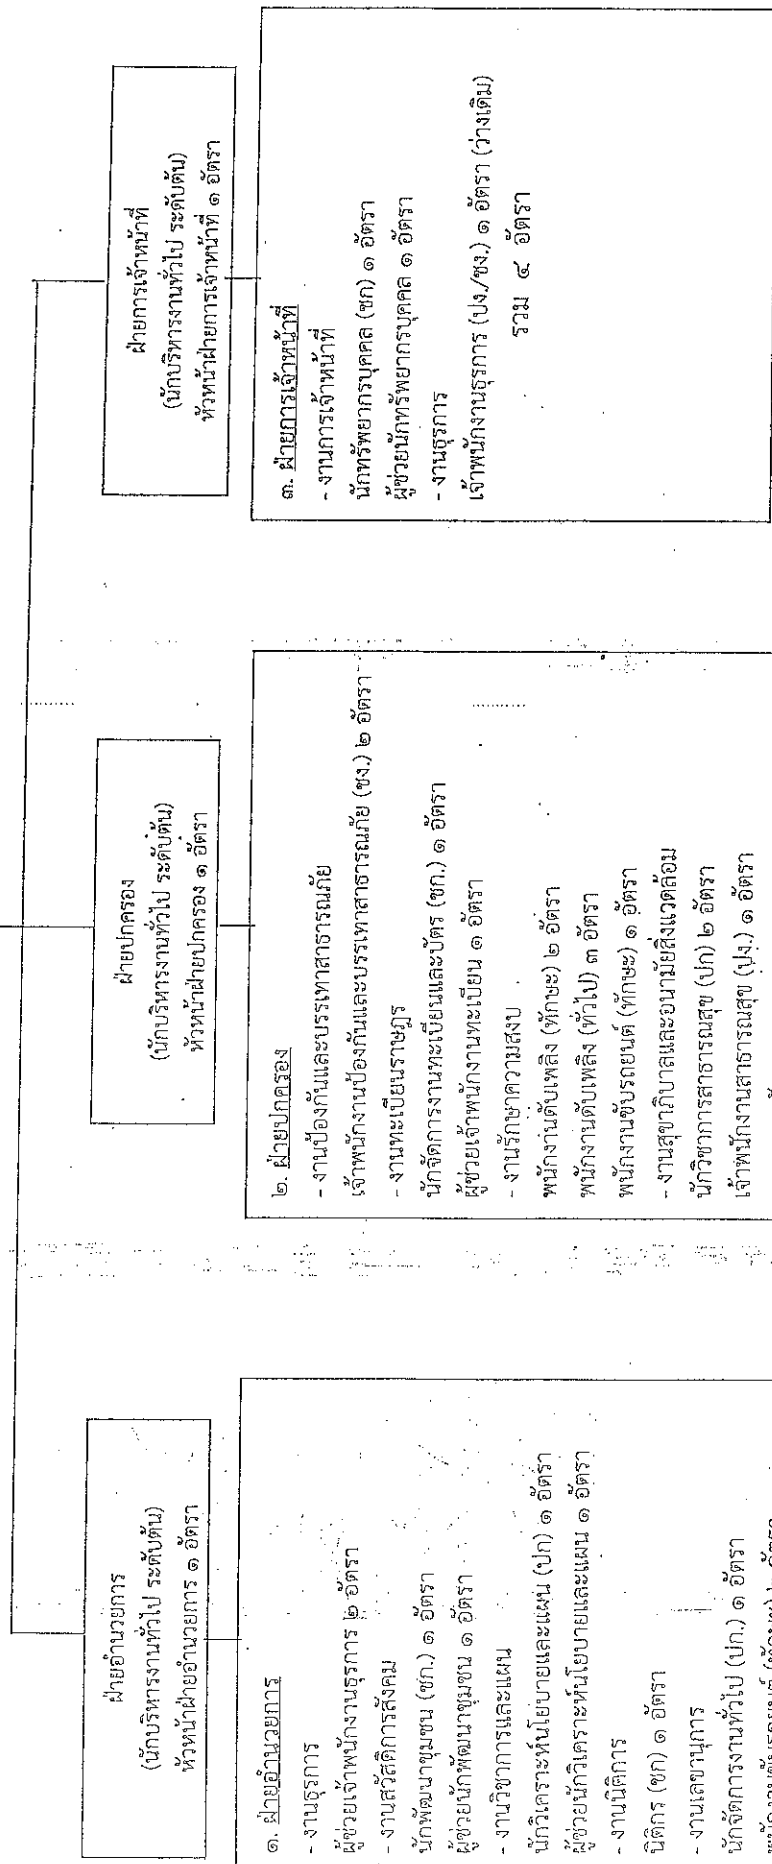 ฝ่ายอำนวยการ
(นักบริหารงานทั่วไป ระดับต้น)
หัวหน้าฝ่ายอำนวยการ ๑ อัตรา
๑. ฝ่ายอำนวยการ
- งานธุรการ
ผู้ช่วยเจ้าพนักงานธุรการ ๒ อัตรา
- งานสวัสดิการสังคม
นักพัฒนาชุมชน (ชก.) ๑ อัตรา
ผู้ช่วยนักพัฒนาชุมชน ๑ อัตรา
- งานวิชาการและแผน
นักวิเคราะห์นโยบายและแผน (ปก) ๑ อัตรา
ผู้ช่วยนักวิเคราะห์นโยบายและแผน ๑ อัตรา
- งานนิติการ
นิติกร (ชก) ๑ อัตรา
- งานเลขานุการ
นักจัดการงานทั่วไป (ปก.) ๑ อัตรา
ฝ่ายปกครอง
(นักบริหารงานทั่วไป ระดับต้น)
หัวหน้าฝ่ายปกครอง ๑ อัตรา
๒. ฝ่ายปกครอง
- งานป้องกันและบรรเทาสาธารณภัย
เจ้าพนักงานป้องกันและบรรเทาสาธารณภัย (ชง.) ๒ อัตรา
- งานทะเบียนราษฎร
นักจัดการงานทะเบียนและบัตร (ชก.) ๑ อัตรา
ผู้ช่วยเจ้าพนักงานทะเบียน ๑ อัตรา
- งานรักษาความสงบ
พนักงานดับเพลิง (ทักษะ) ๒ อัตรา
พนักงานดับเพลิง (ทั่วไป) ๓ อัตรา
พนักงานขับรถยนต์ (ทักษะ) ๑ อัตรา
- งานสุขาภิบาลและอนามัยสิ่งแวดล้อม
นักวิชาการสาธารณสุข (ปก) ๒ อัตรา
เจ้าพนักงานสาธารณสุข (ปง.) ๑ อัตรา
ฝ่ายการเจ้าหน้าที่
(นักบริหารงานทั่วไป ระดับต้น)
หัวหน้าฝ่ายการเจ้าหน้าที่ ๑ อัตรา
๓. ฝ่ายการเจ้าหน้าที่
- งานการเจ้าหน้าที่
นักทรัพยากรบุคคล (ชก) ๑ อัตรา
ผู้ช่วยนักทรัพยากรบุคคล ๑ อัตรา
- งานธุรการ
เจ้าพนักงานธุรการ (ปง./ชง.) ๑ อัตรา (ว่างเดิม)
รวม ๔ อัตรา